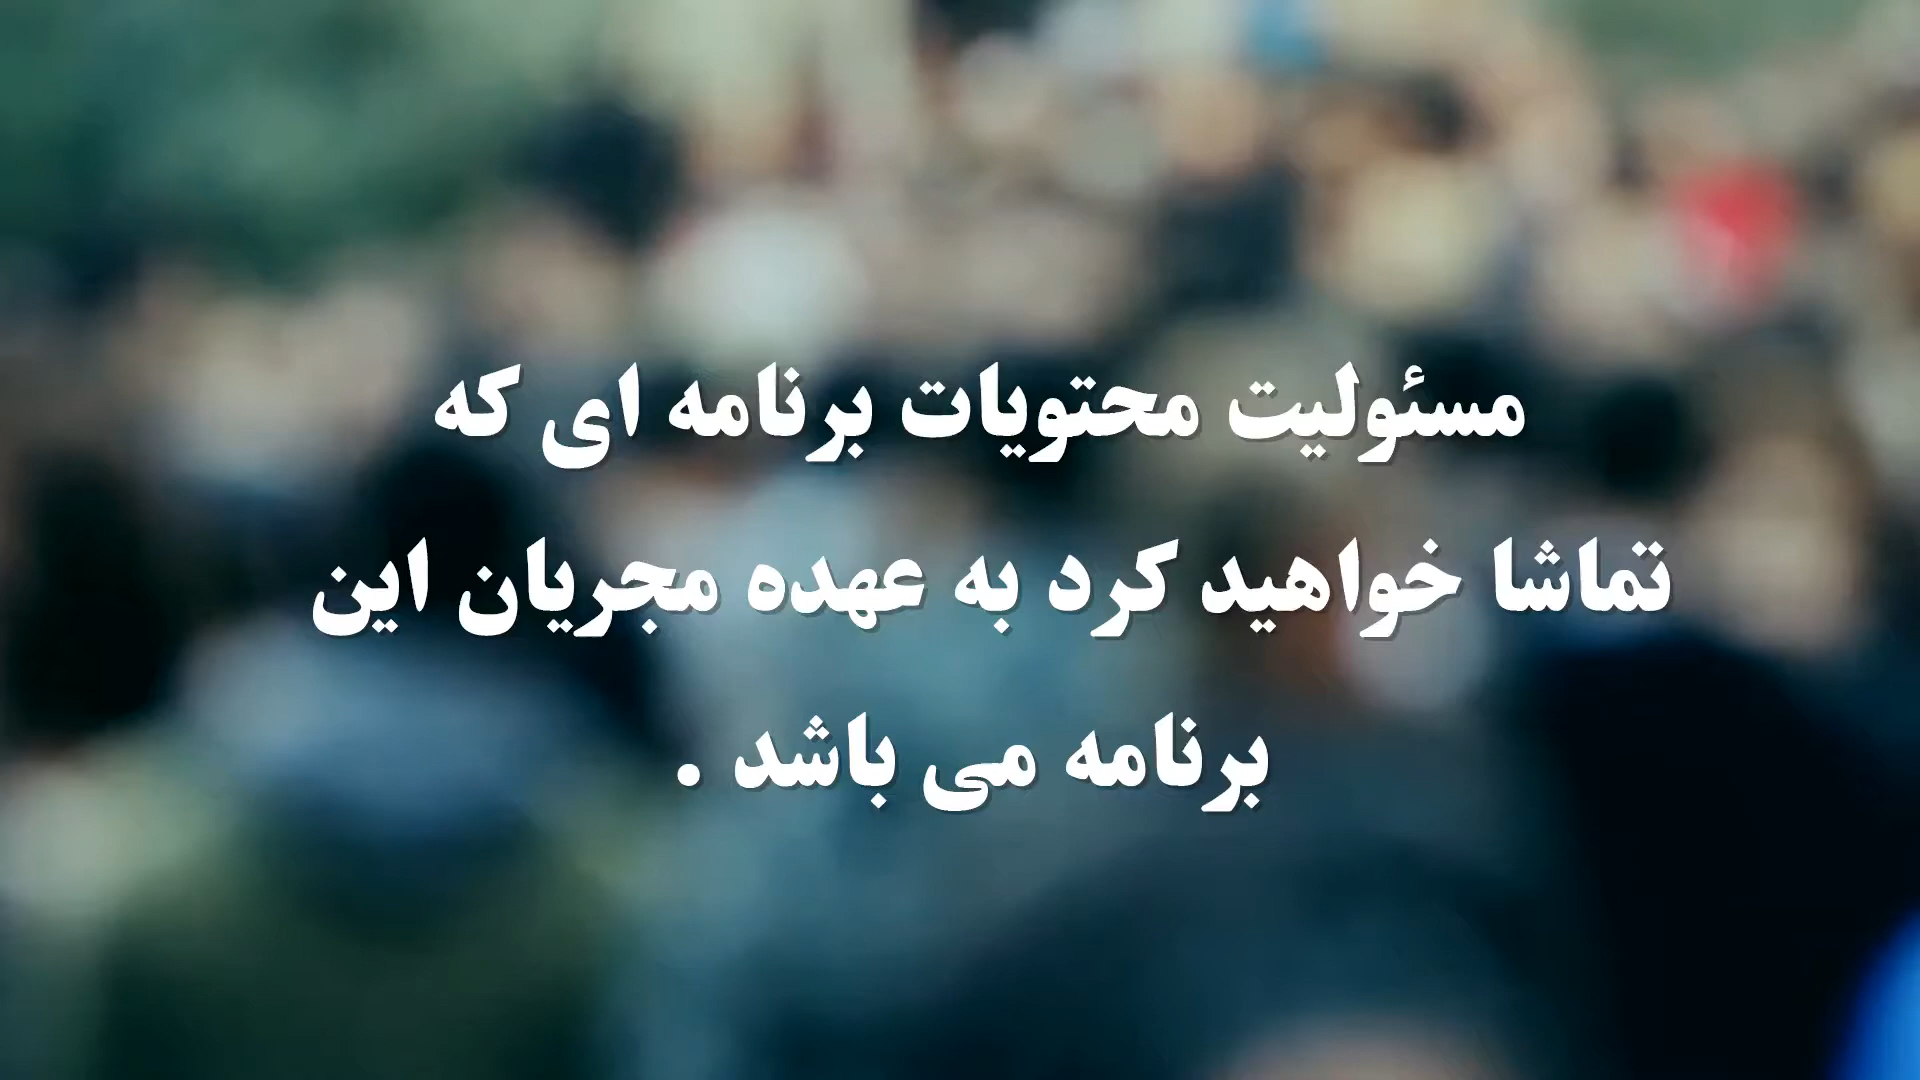 مسئولیت محتویات برنامه ای که
تماشا خواهید کرد به عهده مجریان این
برنامه می باشد .